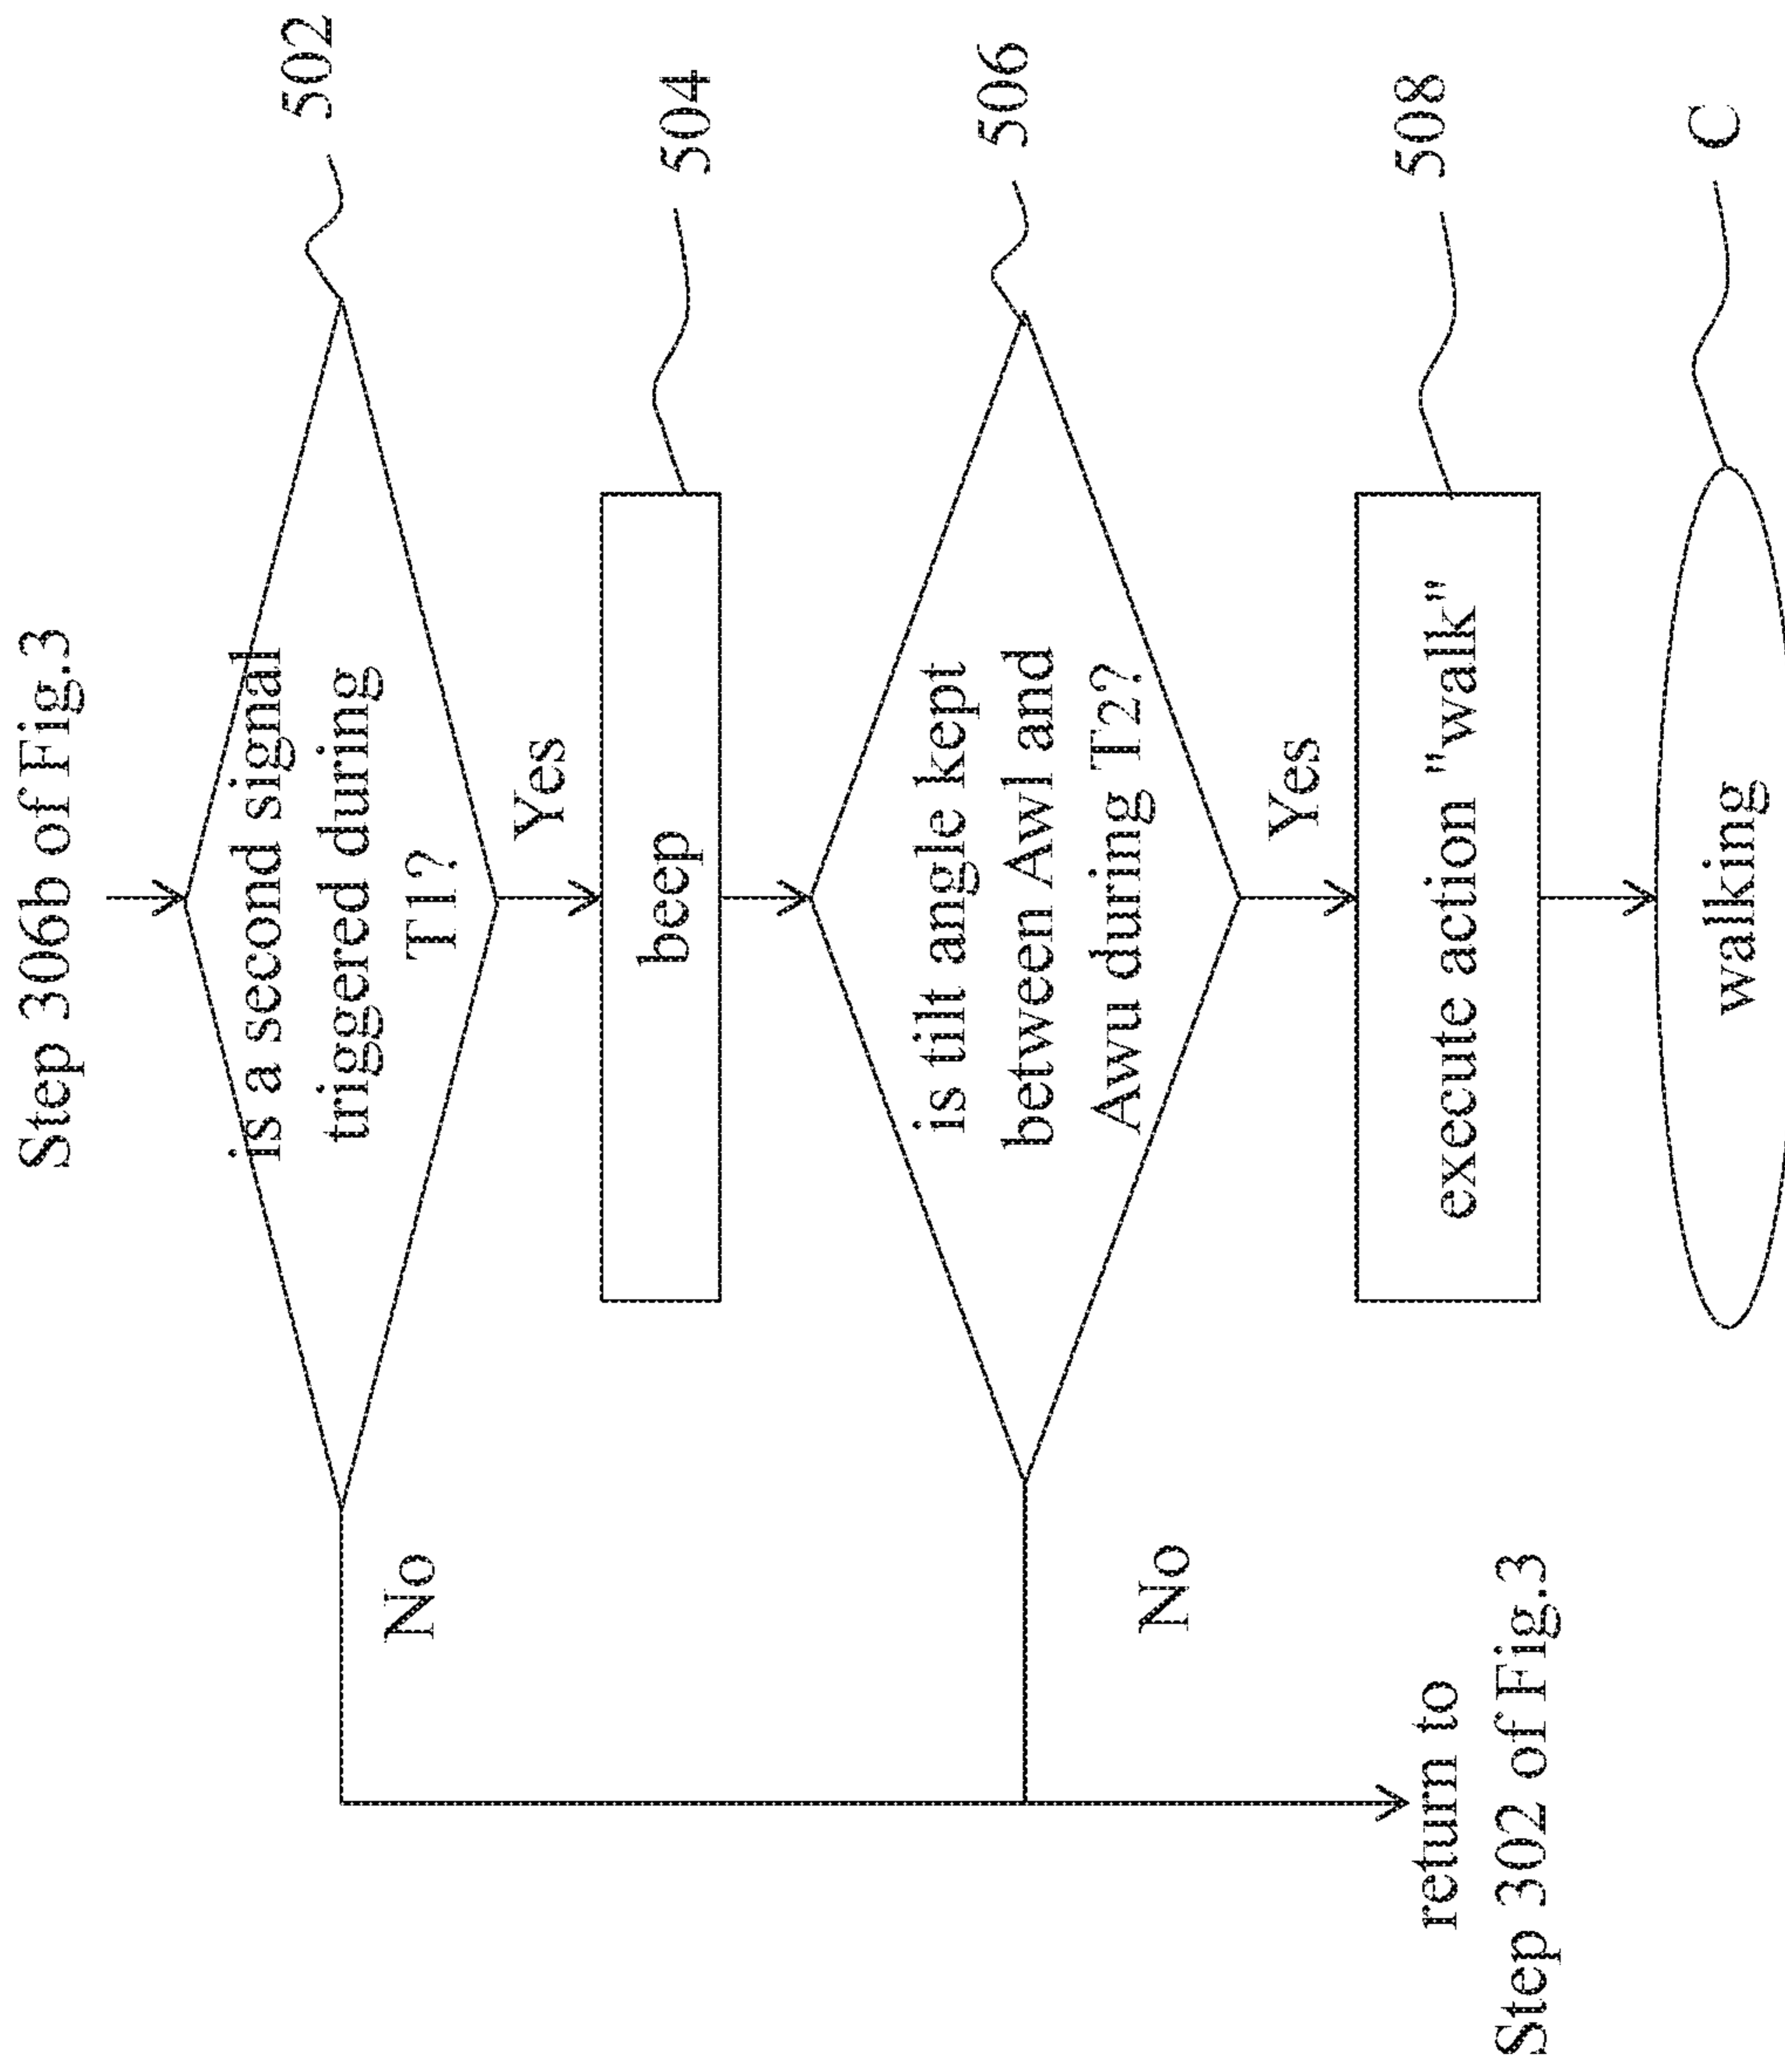 Step 306b of Fig.3
502
is a second signal
triggered during
T1?
No
Yes
504
beep
506
is tilt angle kept
between Awl and
Awu during T2?
No
Yes
508
execute action "walk"
return to
Step 302 of Fig.3
C
walking